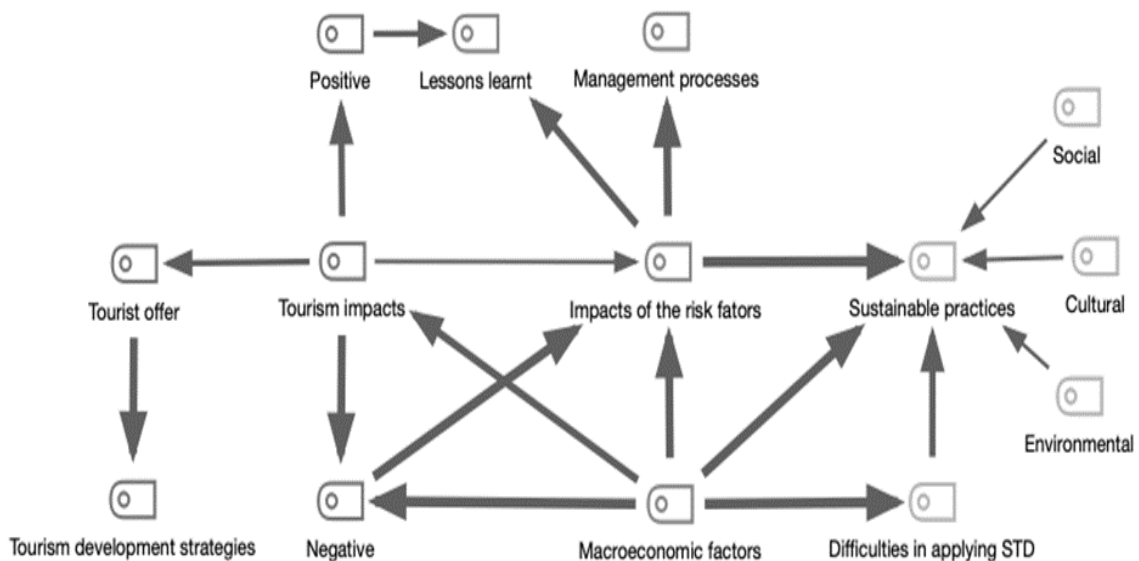 Positive
Lessons learnt
Management processes
Social
Tourist offer
Tourism impacts
Impacts of the risk fators
Sustainable practices
Cultural
Environmental
Tourism development strategies
Negative
Macroeconomic factors
Difficulties in applying STD